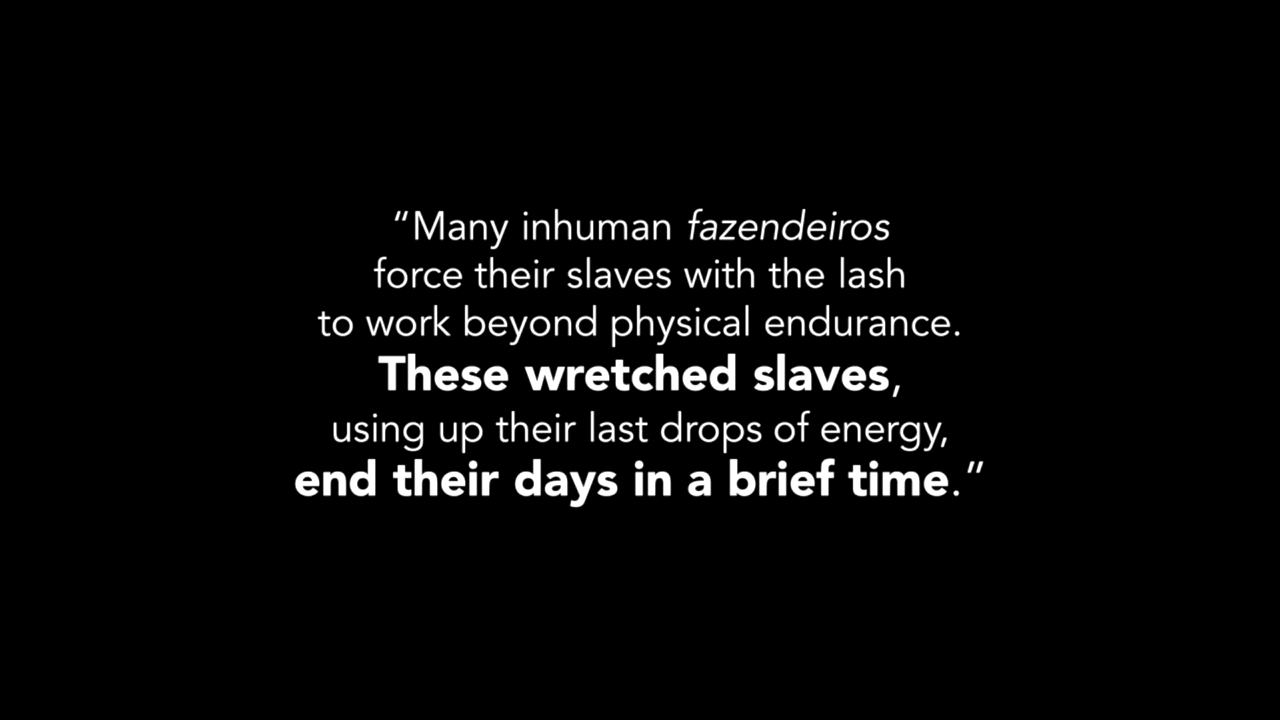 “Many inhuman fazendeiros
force their slaves with the lash
to work beyond physical endurance.
These wretched slaves,
using up their last drops of energy,
end their days in a brief time.”